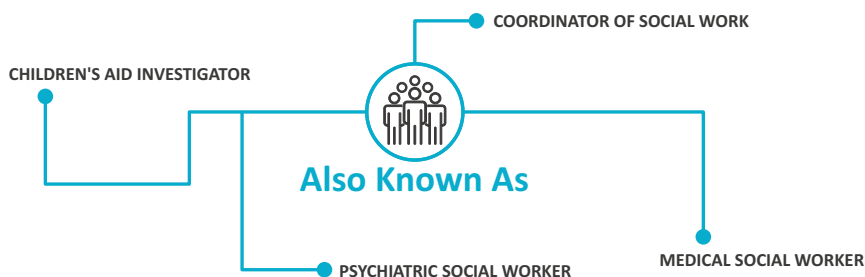 COORDINATOR OF SOCIAL WORK
CHILDREN'S AID INVESTIGATOR
Also Known As
MEDICAL SOCIAL WORKER
PSYCHIATRIC SOCIAL WORKER